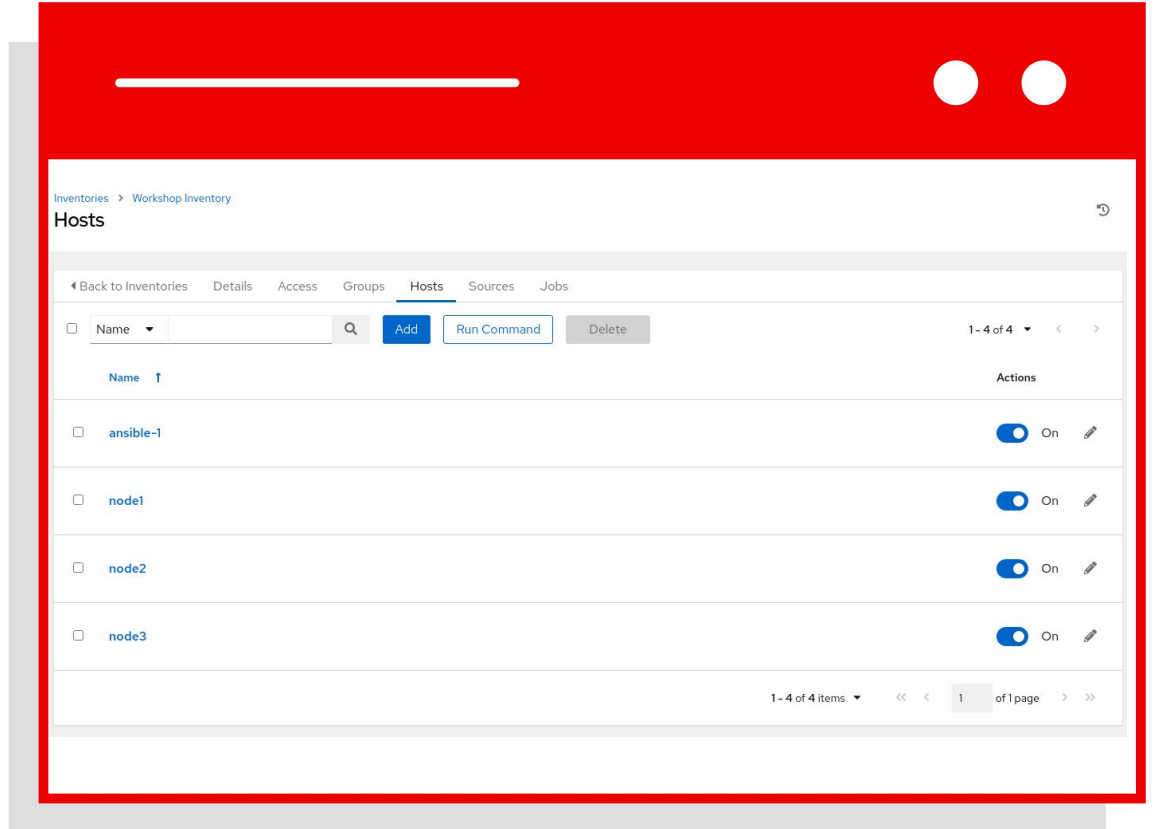 Inventories > Workshop Inventory
Hosts
Back to Inventories Details Access Groups Hosts Sources Jobs
Name Add Run Command Delete 1 - 4 of 4
Name Actions
ansible-1 On
node1 On
node2 On
node3 On
1 - 4 of 4 items 1 of 1 page